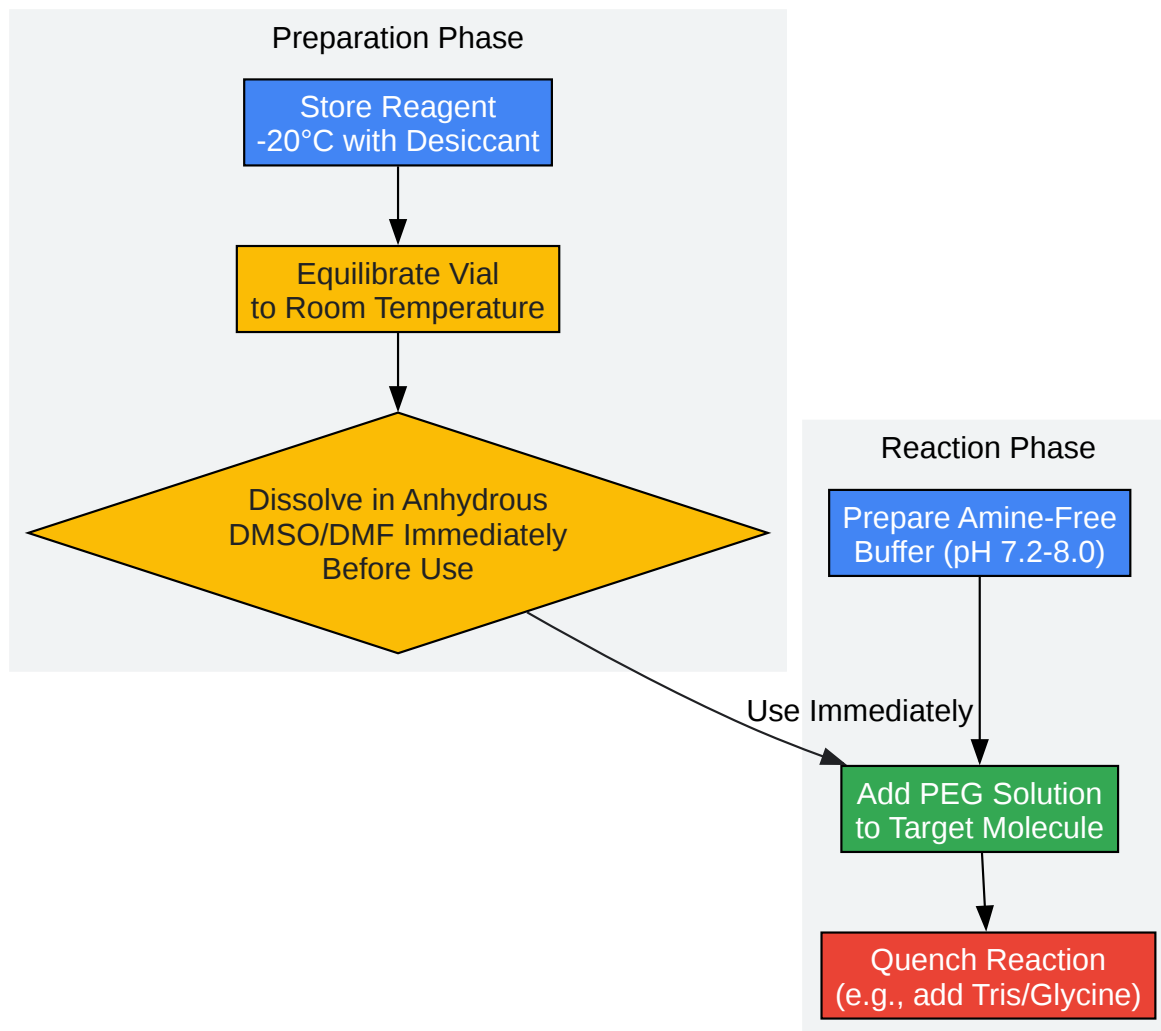 Preparation Phase
Store Reagent
-20°C with Desiccant
Equilibrate Vial
to Room Temperature
Dissolve in Anhydrous
DMSO/DMF Immediately
Before Use
Reaction Phase
Prepare Amine-Free
Buffer (pH 7.2-8.0)
Use Immediately
Add PEG Solution
to Target Molecule
Quench Reaction
(e.g., add Tris/Glycine)